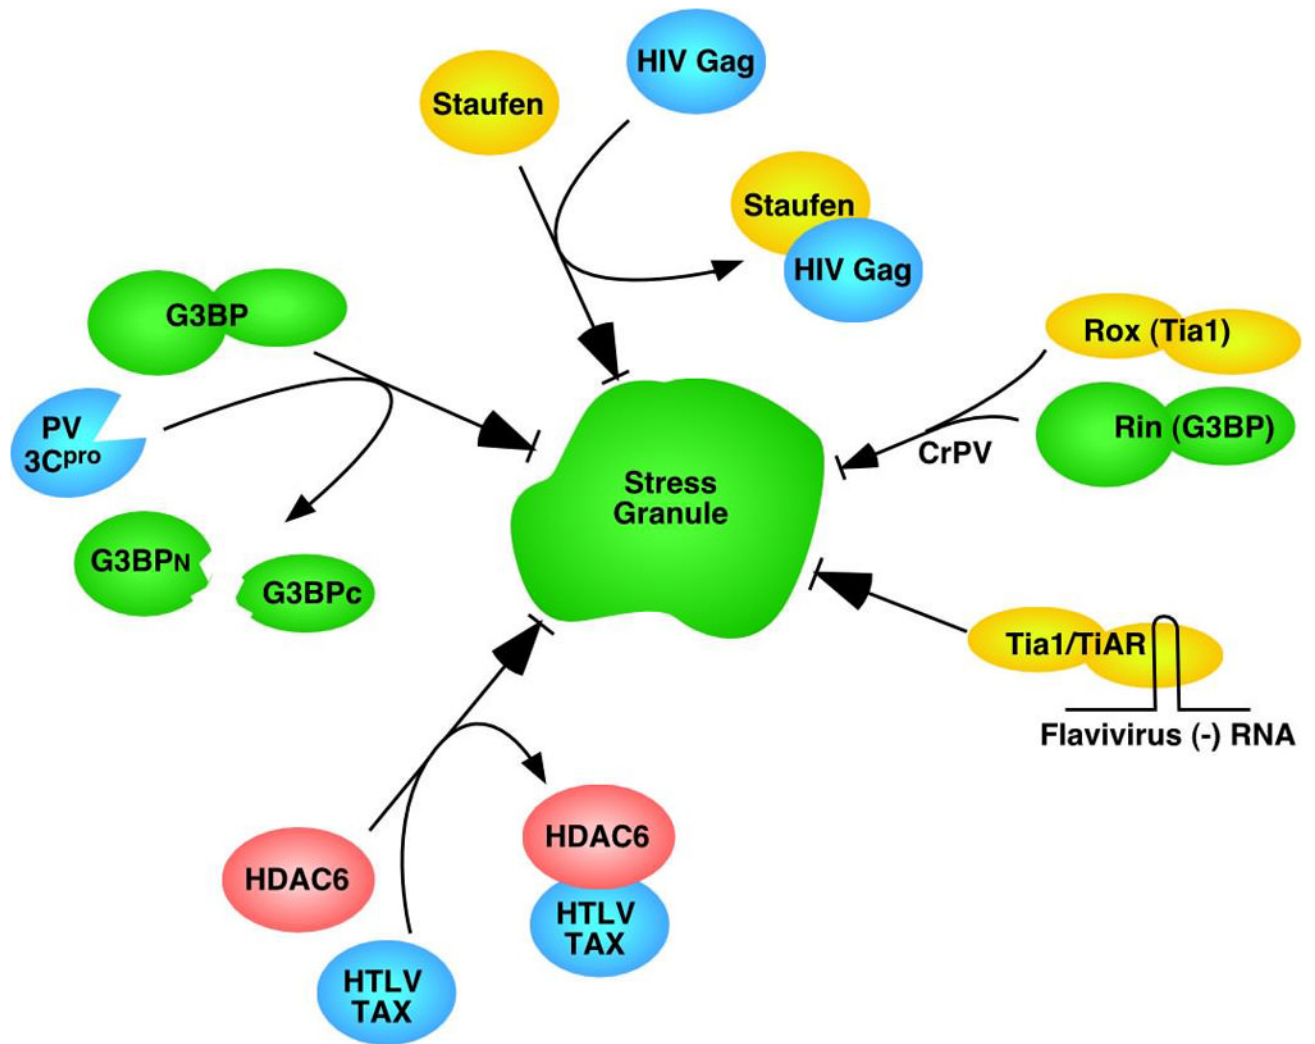 HIV Gag
Staufen
Staufen
HIV Gag
G3BP
Rox (Tia1)
PV
3Cpro
Rin (G3BP)
CrPV
Stress
Granule
G3BPN
G3BPc
Tia1/TiAR
Flavivirus (-) RNA
HDAC6
HDAC6
HTLV
TAX
HTLV
TAX